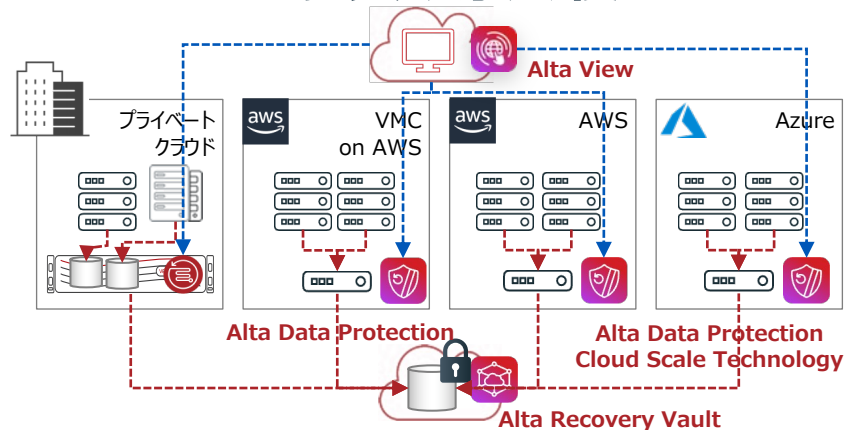 Alta View
プライベート
クラウド
aws
VMC
on AWS
aws
AWS
Azure
Alta Data Protection
Alta Data Protection
Cloud Scale Technology
Alta Recovery Vault